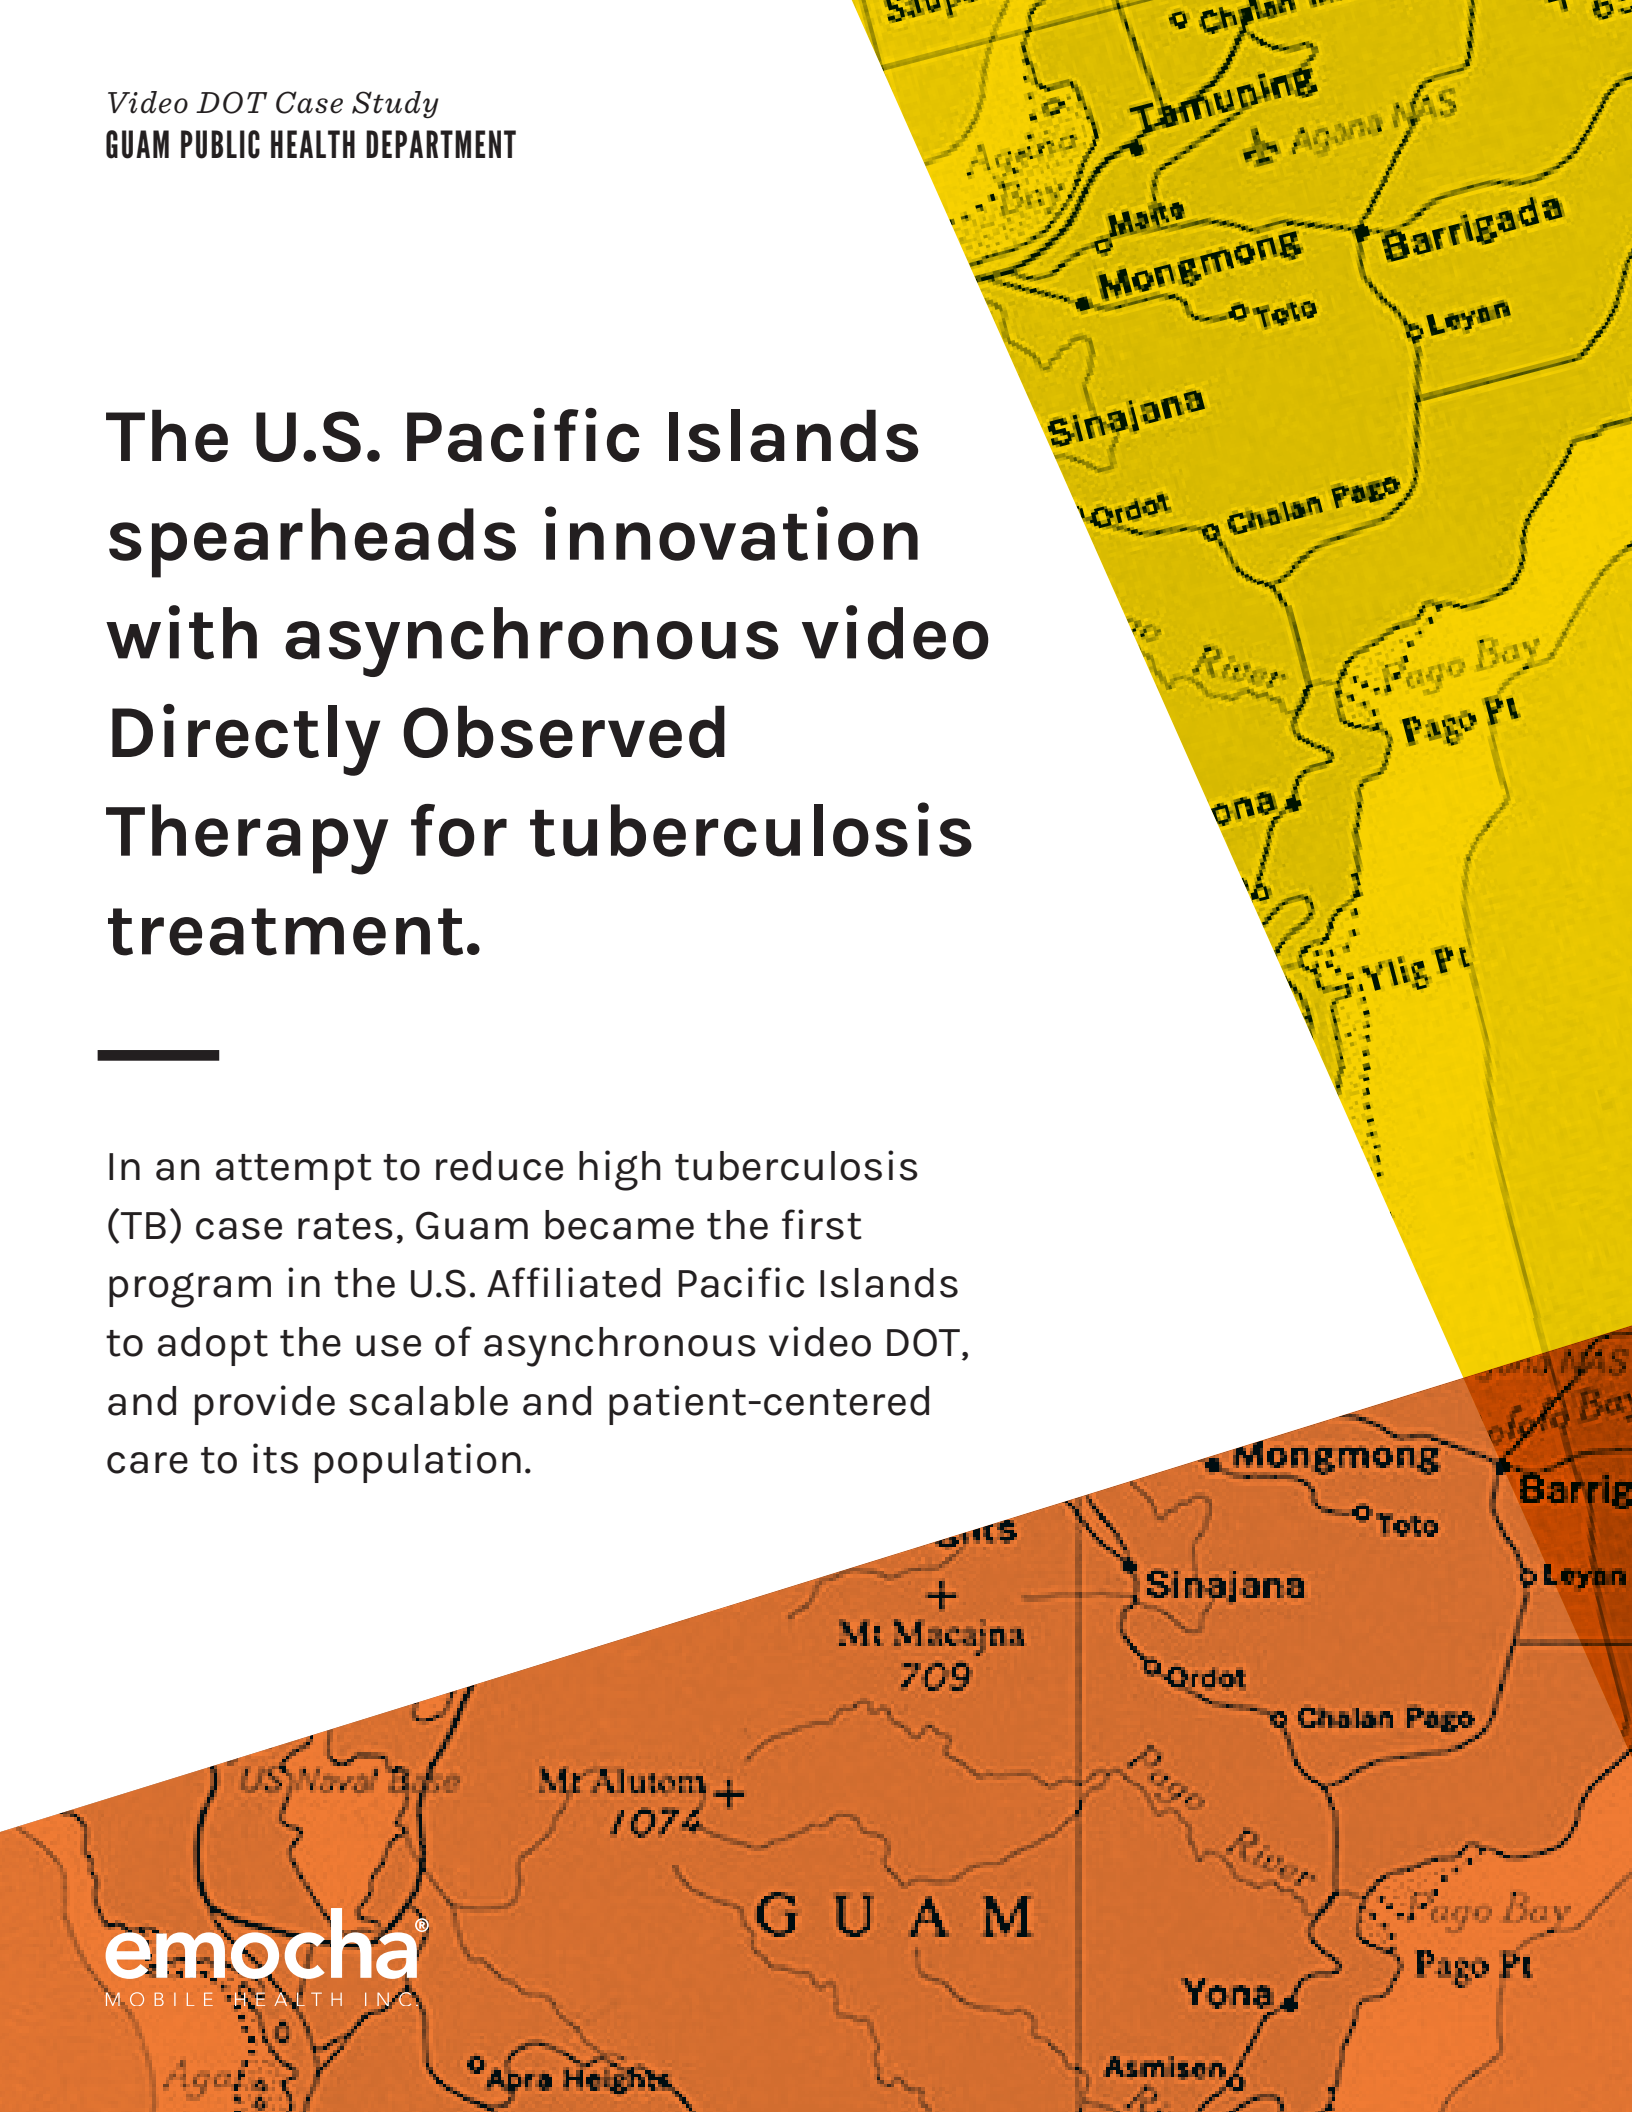 Video DOT Case Study
GUAM PUBLIC HEALTH DEPARTMENT
The U.S. Pacific Islands
spearheads innovation
with asynchronous video
Directly Observed
Therapy for tuberculosis
treatment.
In an attempt to reduce high tuberculosis
(TB) case rates, Guam became the first
program in the U.S. Affiliated Pacific Islands
to adopt the use of asynchronous video DOT,
and provide scalable and patient-centered
care to its population.
Tamuning
Agana NAS
Bay
Maite
Mongmong
Barrigada
Toto
Leyan
Sinajana
Ordot
Chalan Pago
River
Pago Bay
Pago Pt
ona
Ylig Pt
NAS
Bay
Mongmong
Barrig
Toto
Leyan
Sinajana
Mt Macajna
709
Ordot
Chalan Pago
US Naval Base
Mt Alutom
1074
Pago
River
GUAM
Pago Bay
Pago Pt
Yona
Asmisen
Apra Heights
emocha®
MOBILE HEALTH INC.